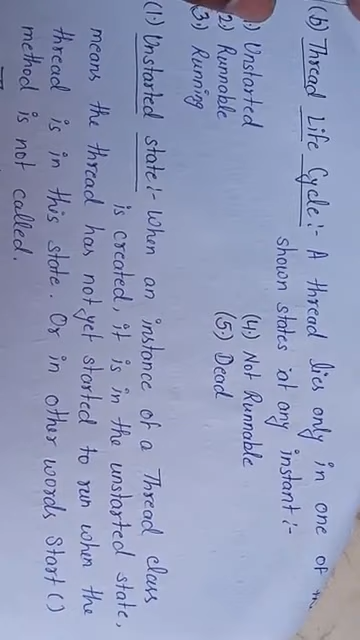 (b) Thread Life Cycle:- A thread lies only in one of
shown states at any instant:-
1) Unstarted (4.) Not Runnable
2.) Runnable (5.) Dead
3.) Running
(1.) Unstarted state:- When an instance of a Thread class
is created, it is in the unstarted state,
means the thread has not yet started to run when the
thread is in this state. Or in other words Start()
method is not called.